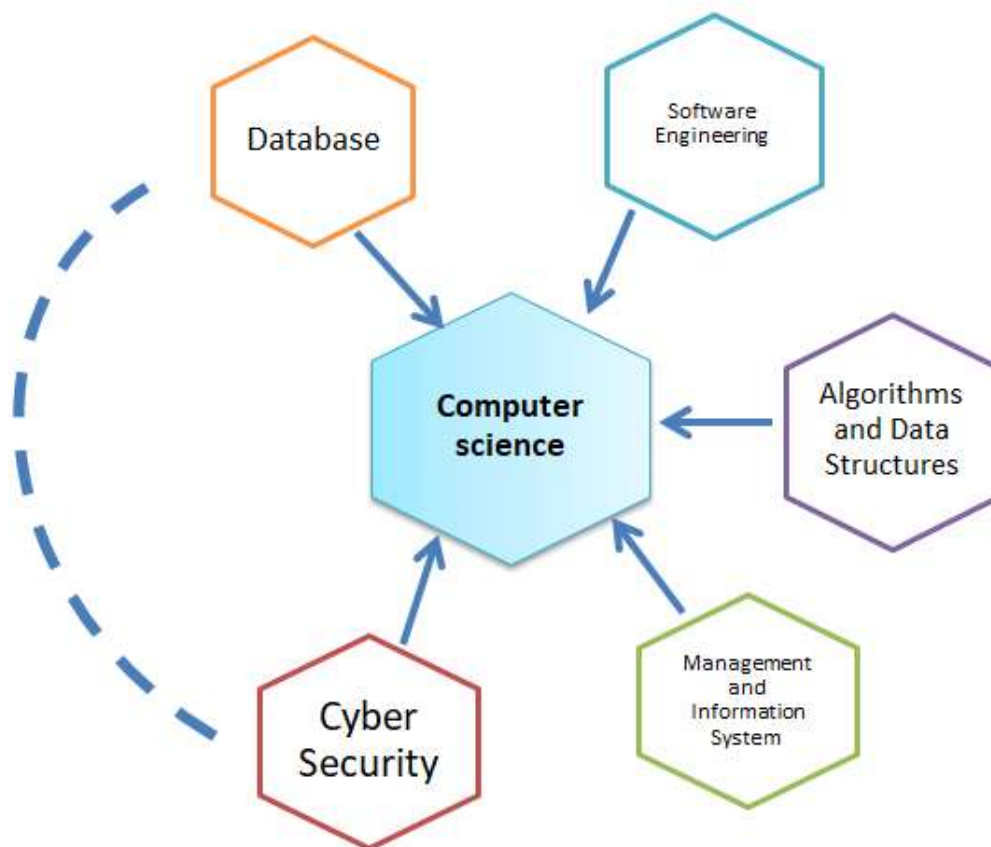 Database
Software
Engineering
Computer
science
Algorithms
and Data
Structures
Cyber
Security
Management
and
Information
System